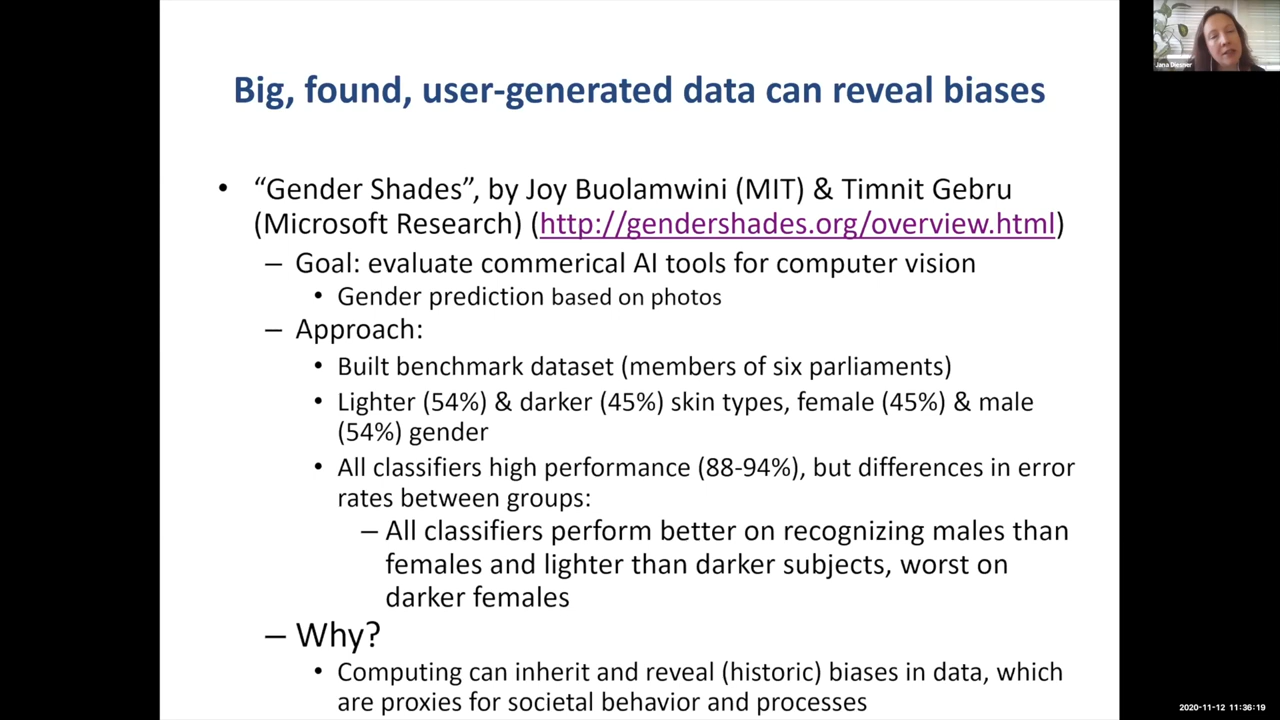 Big, found, user-generated data can reveal biases
• “Gender Shades”, by Joy Buolamwini (MIT) & Timnit Gebru
(Microsoft Research) (http://gendershades.org/overview.html)
– Goal: evaluate commerical AI tools for computer vision
• Gender prediction based on photos
– Approach:
• Built benchmark dataset (members of six parliaments)
• Lighter (54%) & darker (45%) skin types, female (45%) & male
(54%) gender
• All classifiers high performance (88-94%), but differences in error
rates between groups:
– All classifiers perform better on recognizing males than
females and lighter than darker subjects, worst on
darker females
– Why?
• Computing can inherit and reveal (historic) biases in data, which
are proxies for societal behavior and processes
Jana Diesner
2020-11-12 11:36:19